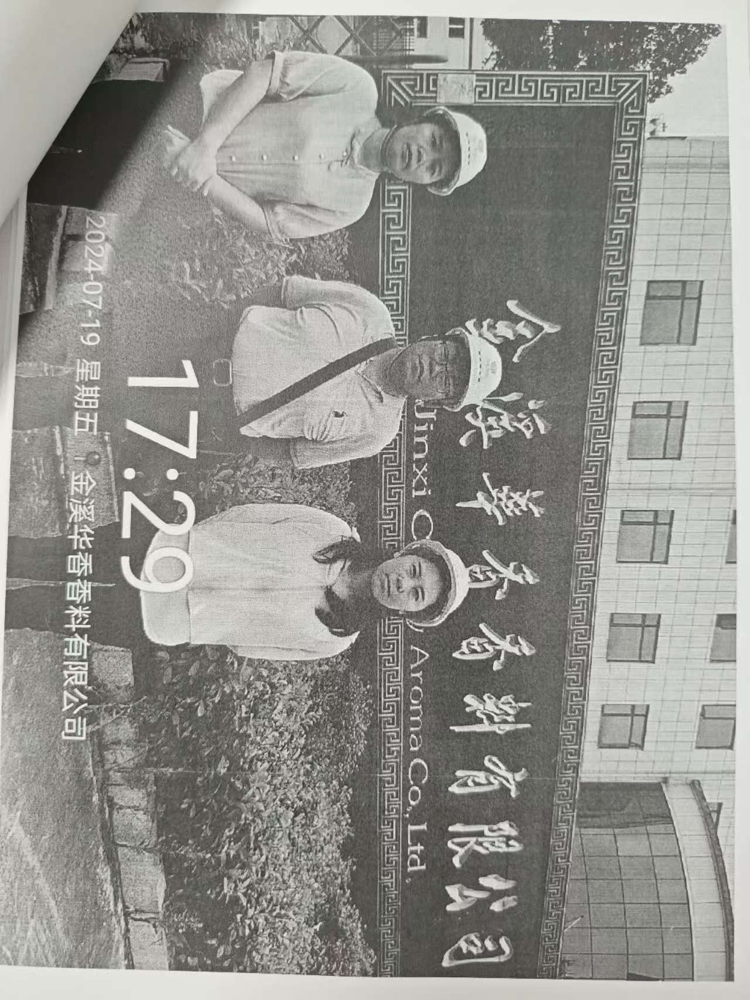 金溪华香香料有限公司
Jinxi C
Aroma Co., Ltd.
17:29
2024-07-19 星期五
金溪华香香料有限公司